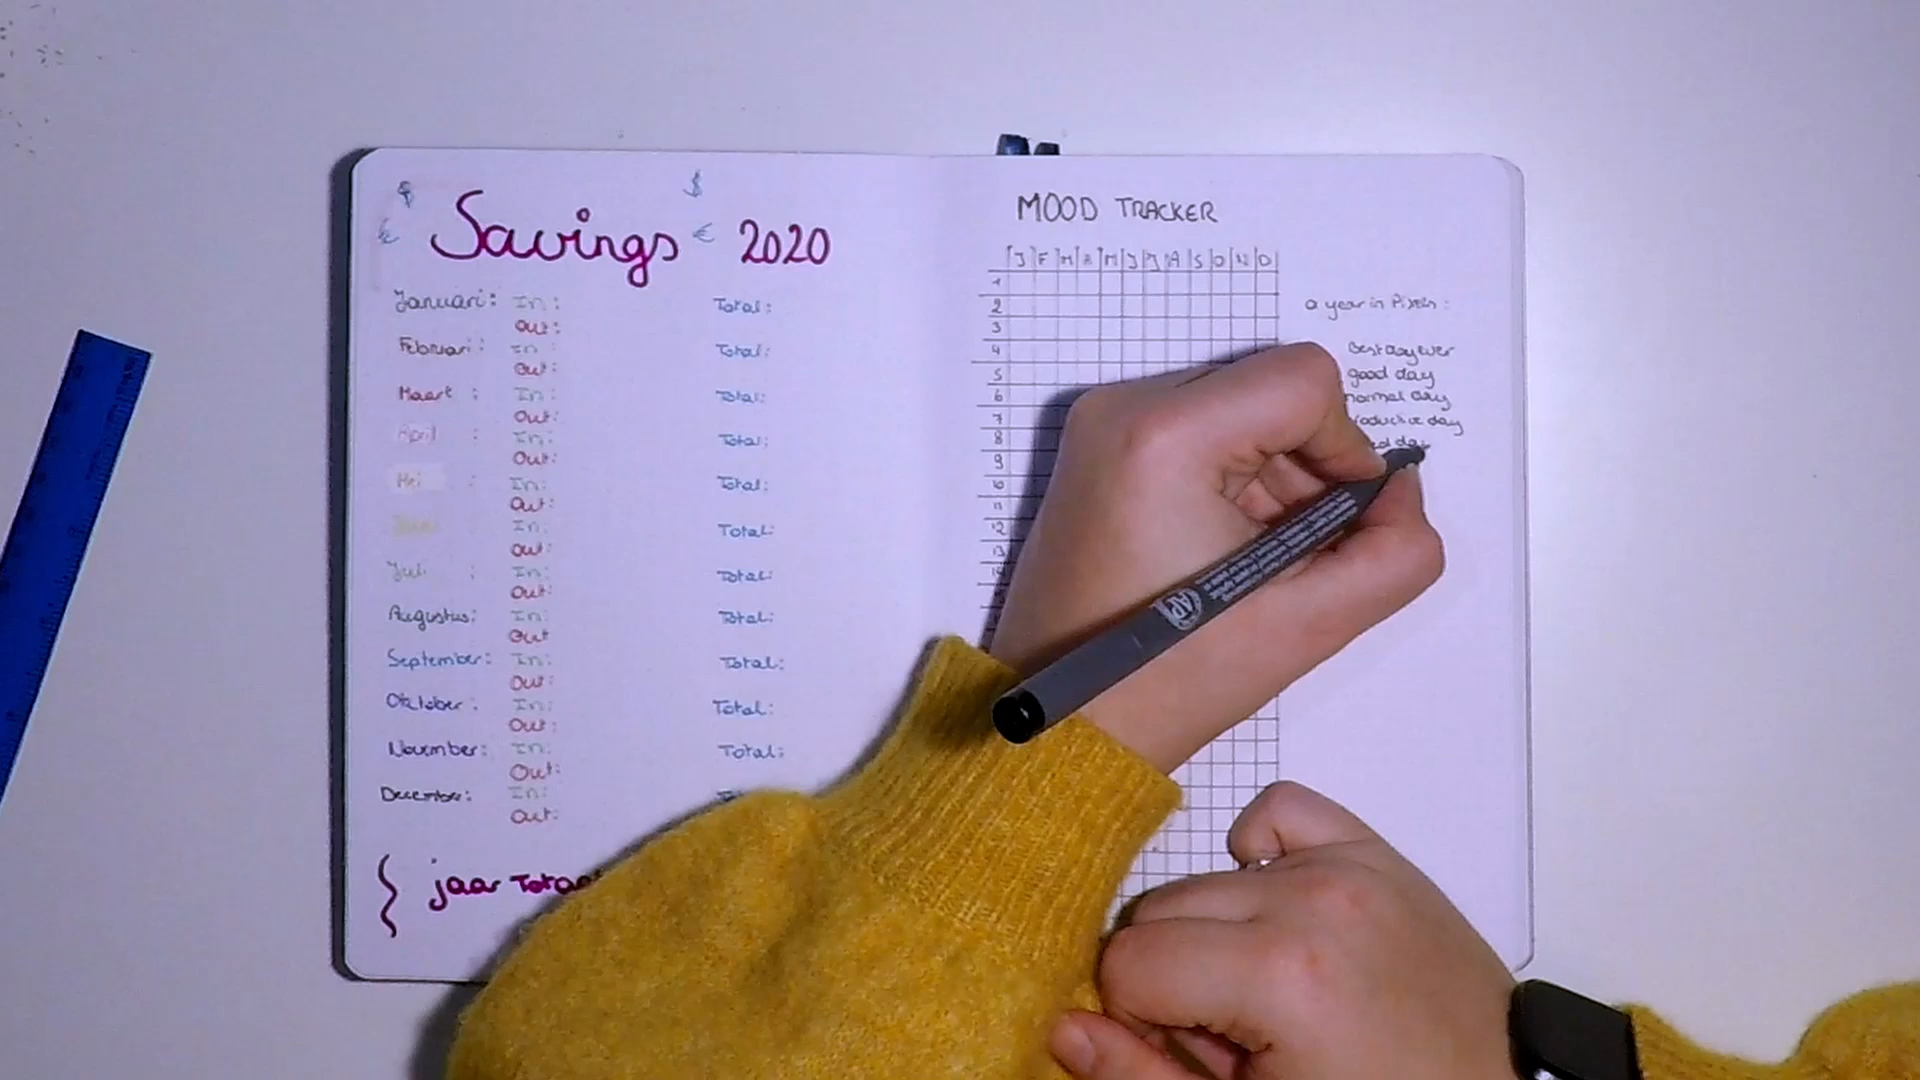 $
$
€ Savings € 2020
Januari: In: Total:
Out:
Februari: In: Total:
Out:
Maart : In: Total:
Out:
April : In: Total:
Out:
Mei : In: Total:
Out:
In: Total:
Out:
Juli : In: Total:
Out:
Augustus: In: Total:
Out
September: In: Total:
Out:
Oktober: In: Total:
Out:
November: In: Total:
Out:
December: In:
Out:
jaar Totaal
MOOD TRACKER
J F M A M J J A S O N D
1
2
3
4
5
6
7
8
9
10
11
12
13
14
a year in Pixels :
Best day ever
good day
normal day
productive day
day